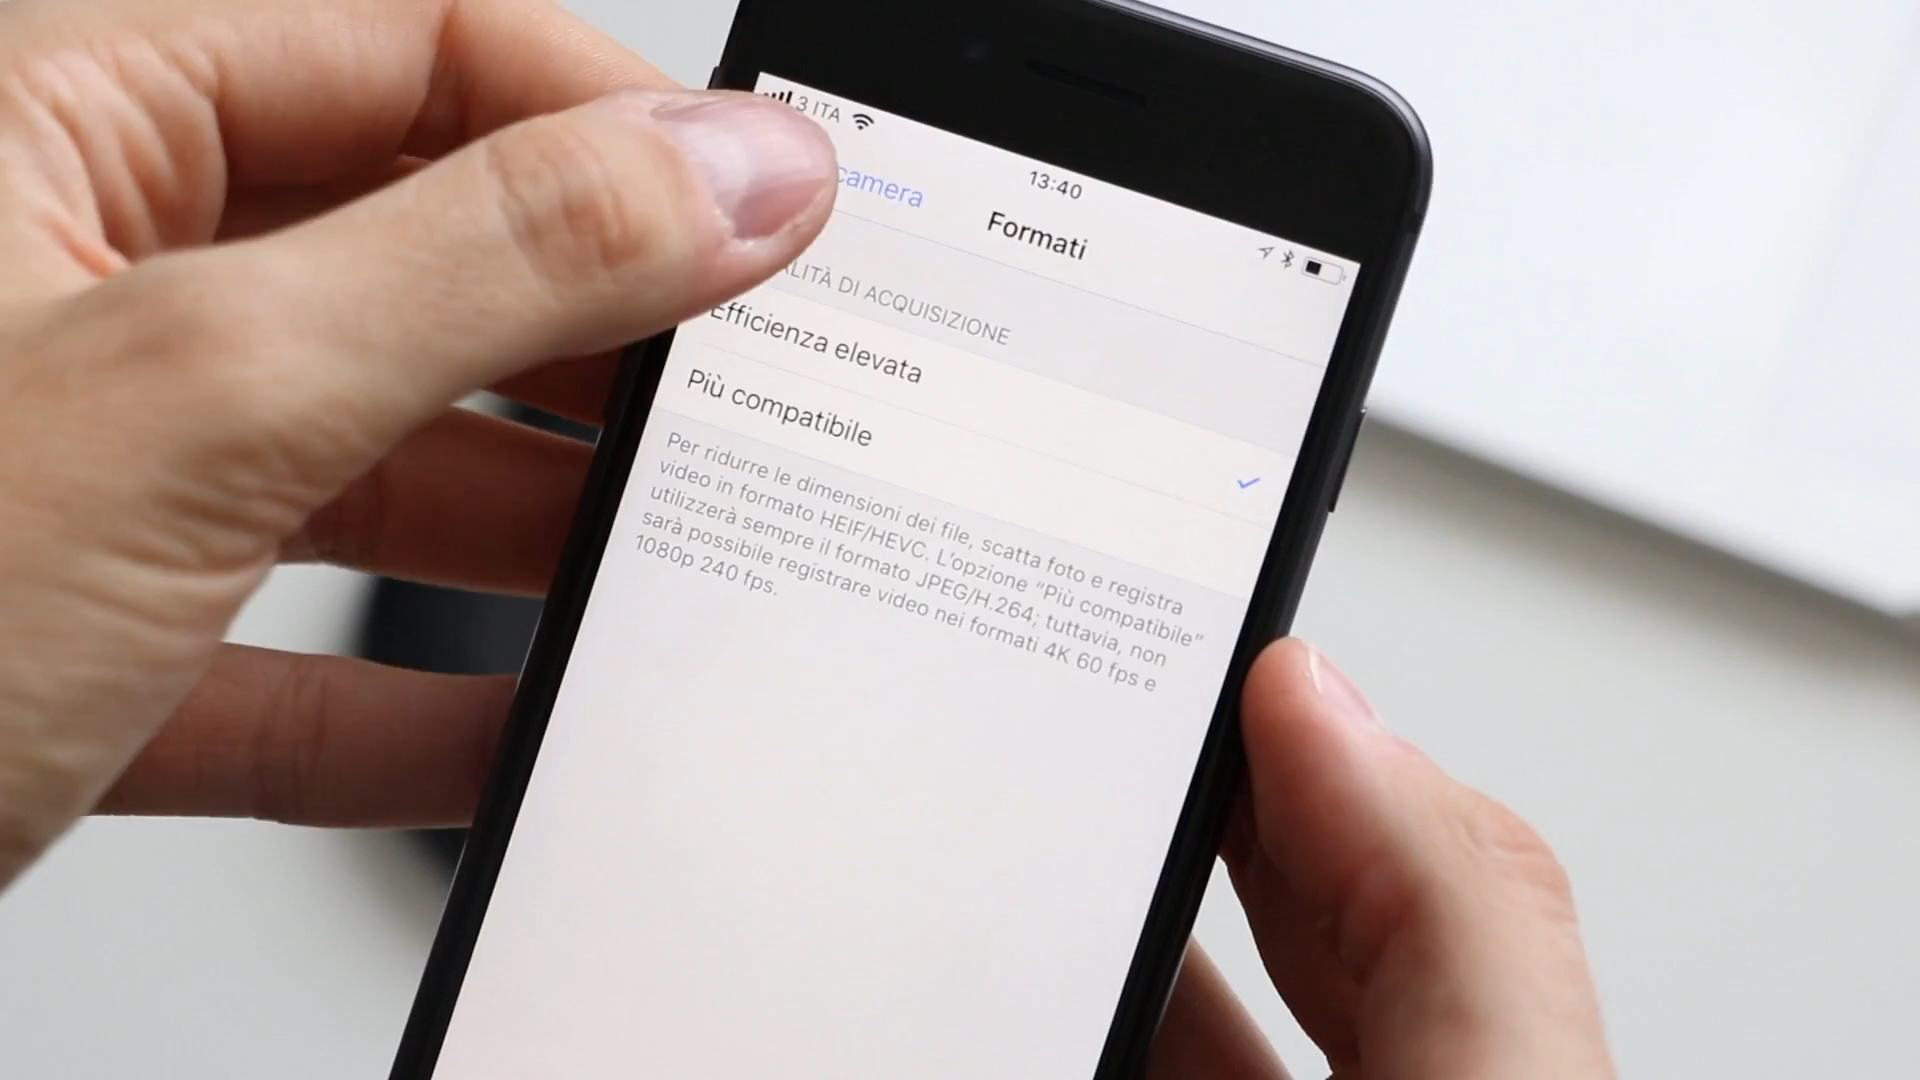 3 ITA
13:40
camera
Formati
LITÀ DI ACQUISIZIONE
Efficienza elevata
Più compatibile
Per ridurre le dimensioni dei file, scatta foto e registra
video in formato HEIF/HEVC. L'opzione "Più compatibile"
utilizzerà sempre il formato JPEG/H.264; tuttavia, non
sarà possibile registrare video nei formati 4K 60 fps e
1080p 240 fps.